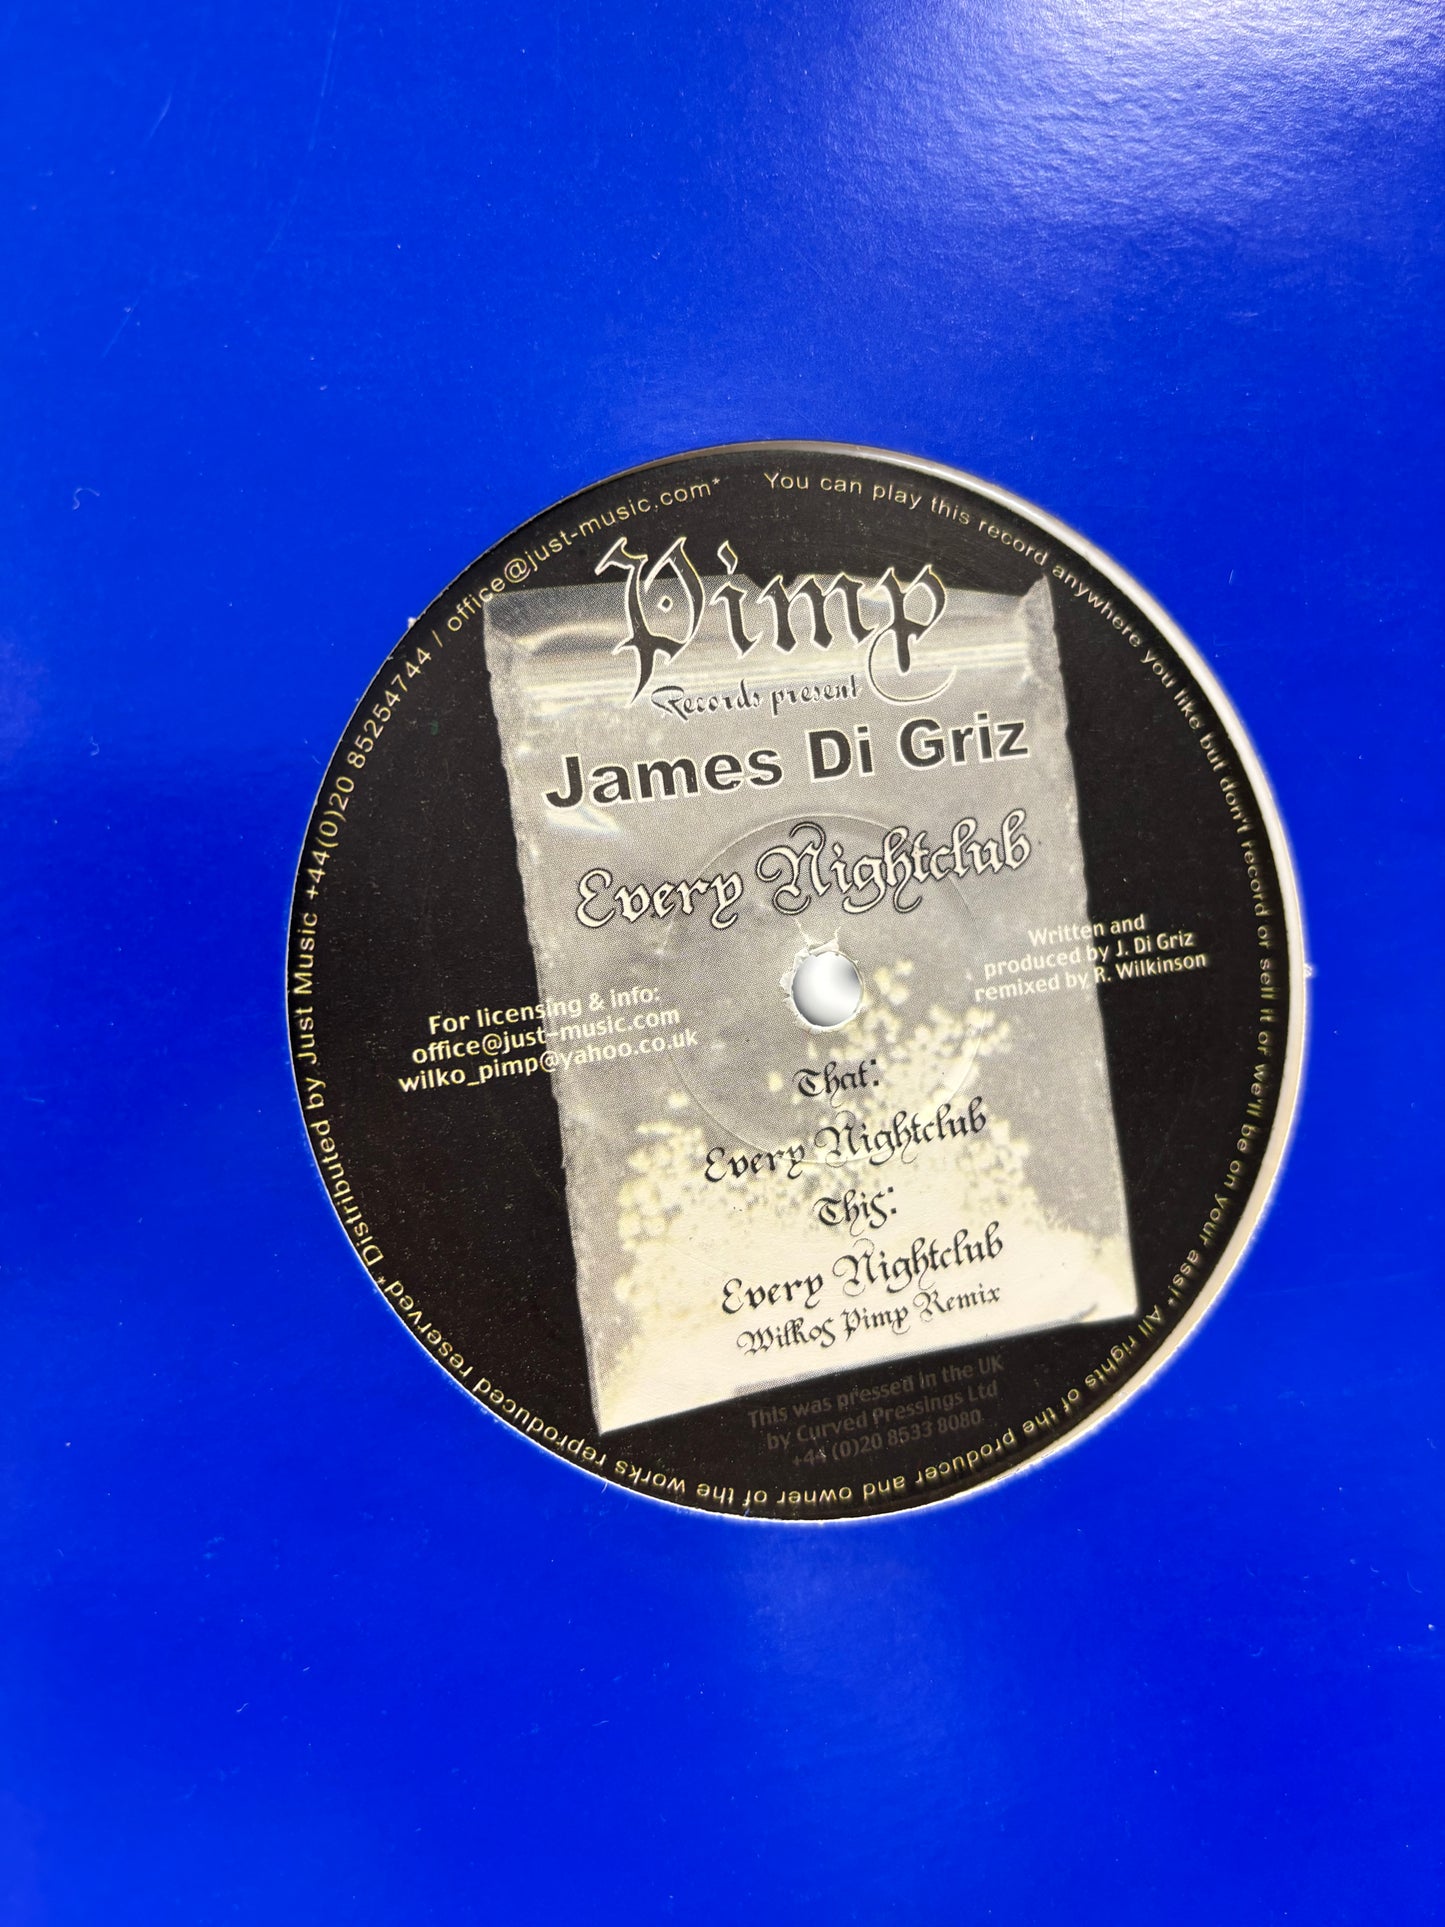 Pimp
Records present
James Di Griz
Every Nightclub
Written and
produced by J. Di Griz
remixed by R. Wilkinson
For licensing & info:
office@just-music.com
wilko_pimp@yahoo.co.uk
That:
Every Nightclub
This:
Every Nightclub
Wilkos Pimp Remix
This was pressed in the UK
by Curved Pressings Ltd
+44 (0)20 8533 8080
You can play this record anywhere you like but don't record or sell it or we'll be on your ass!* All rights of the producer and owner of the works reproduced reserved* Distributed by Just Music +44(0)20 85254744 / office@just-music.com*